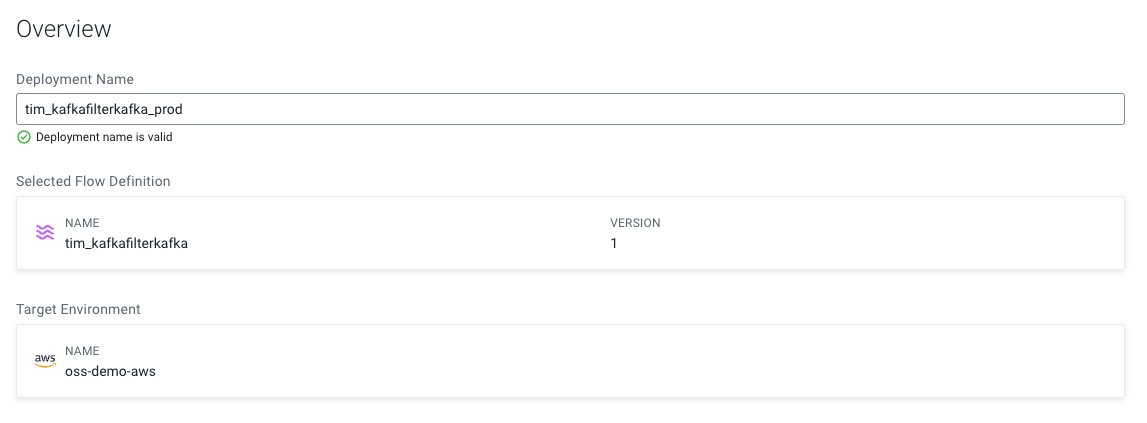 Overview
Deployment Name
tim_kafkafilterkafka_prod
Deployment name is valid
Selected Flow Definition
NAME VERSION
tim_kafkafilterkafka 1
Target Environment
aws NAME
oss-demo-aws